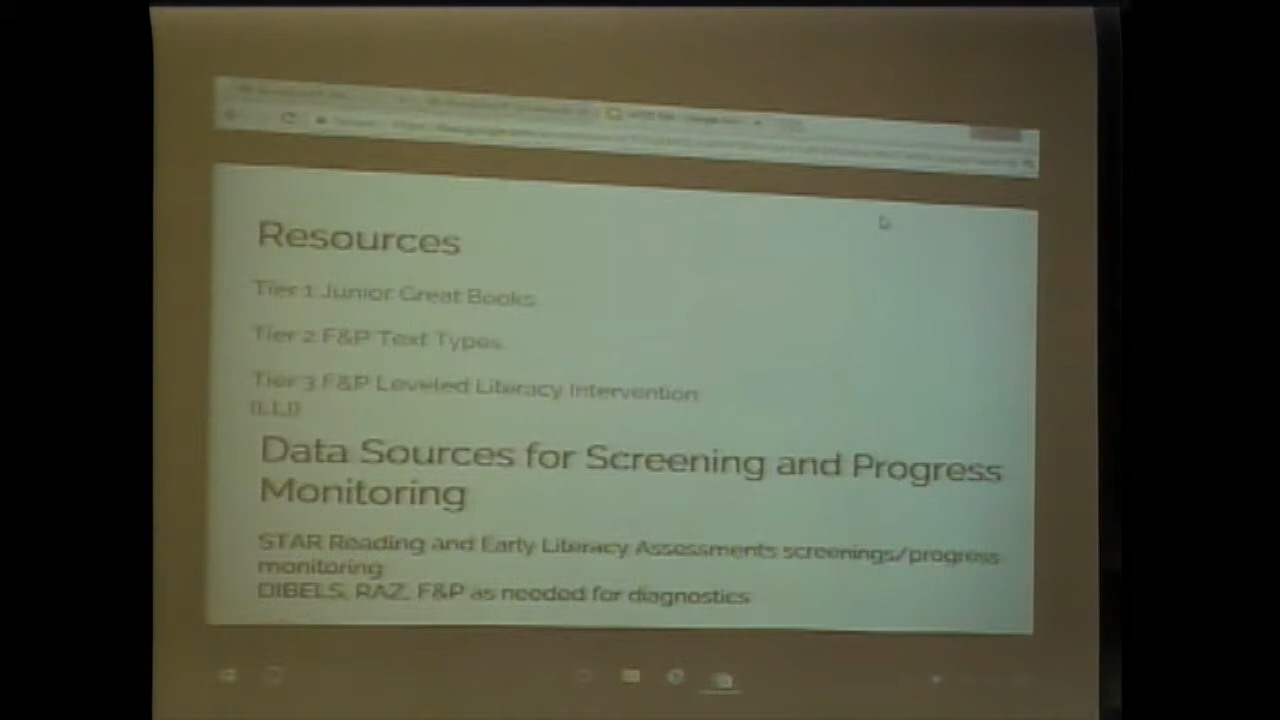 Resources
Tier 1 Junior Great Books
Tier 2 F&P Text Types
Tier 3 F&P Leveled Literacy Intervention
(LLI)
Data Sources for Screening and Progress
Monitoring
STAR Reading and Early Literacy Assessments screenings/progress
monitoring
DIBELS, RAZ, F&P as needed for diagnostics